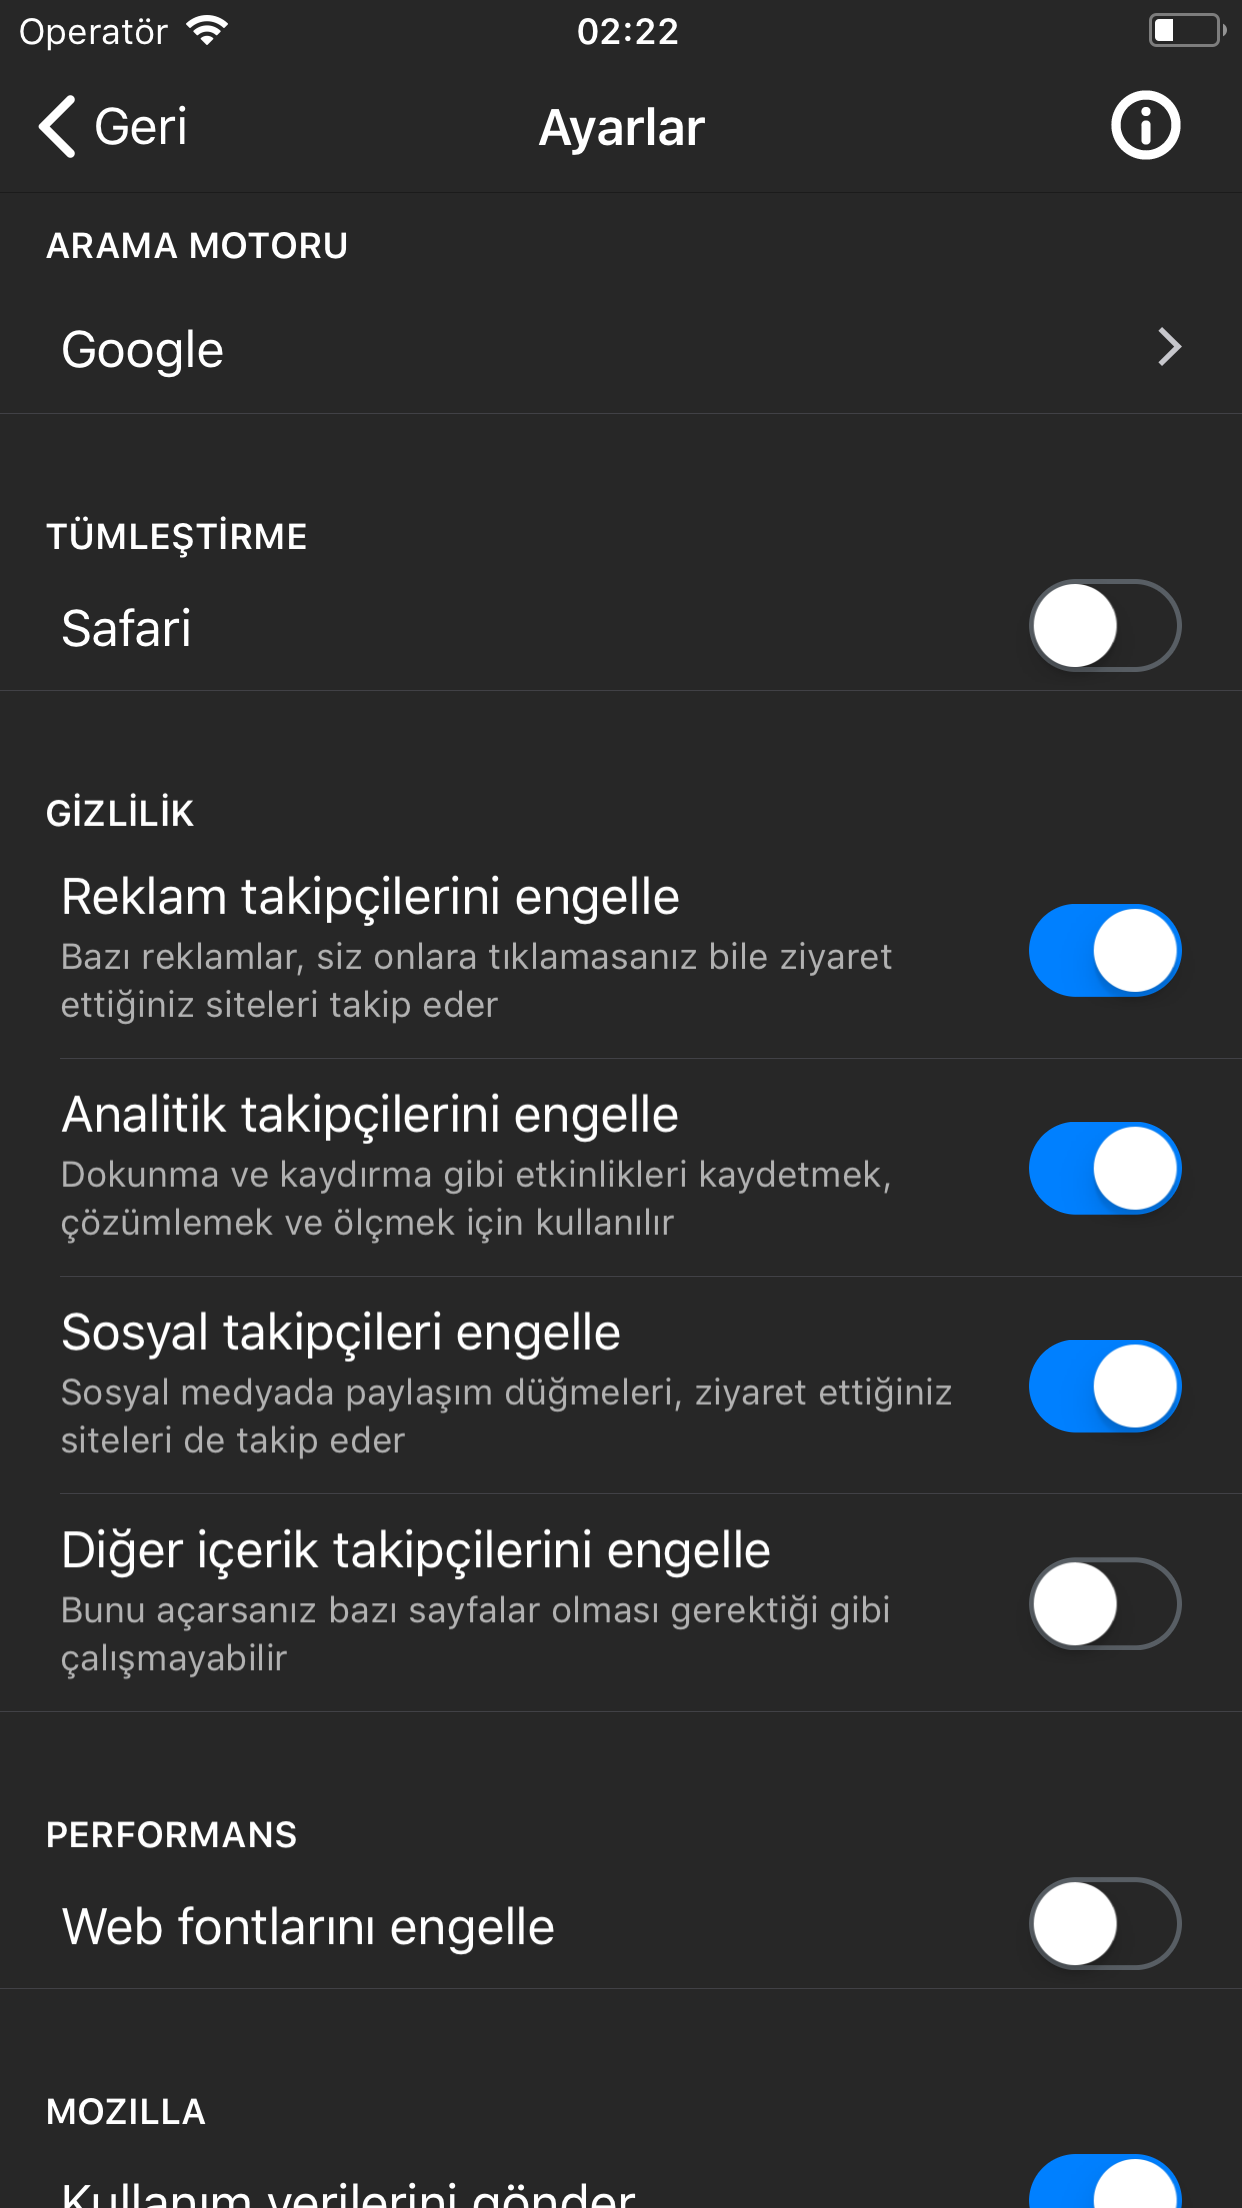 Operatör
02:22
Geri
Ayarlar
ARAMA MOTORU
Google
TÜMLEŞTİRME
Safari
GİZLİLİK
Reklam takipçilerini engelle
Bazı reklamlar, siz onlara tıklamasanız bile ziyaret
ettiğiniz siteleri takip eder
Analitik takipçilerini engelle
Dokunma ve kaydırma gibi etkinlikleri kaydetmek,
çözümlemek ve ölçmek için kullanılır
Sosyal takipçileri engelle
Sosyal medyada paylaşım düğmeleri, ziyaret ettiğiniz
siteleri de takip eder
Diğer içerik takipçilerini engelle
Bunu açarsanız bazı sayfalar olması gerektiği gibi
çalışmayabilir
PERFORMANS
Web fontlarını engelle
MOZILLA
Kullanım verilerini gönder